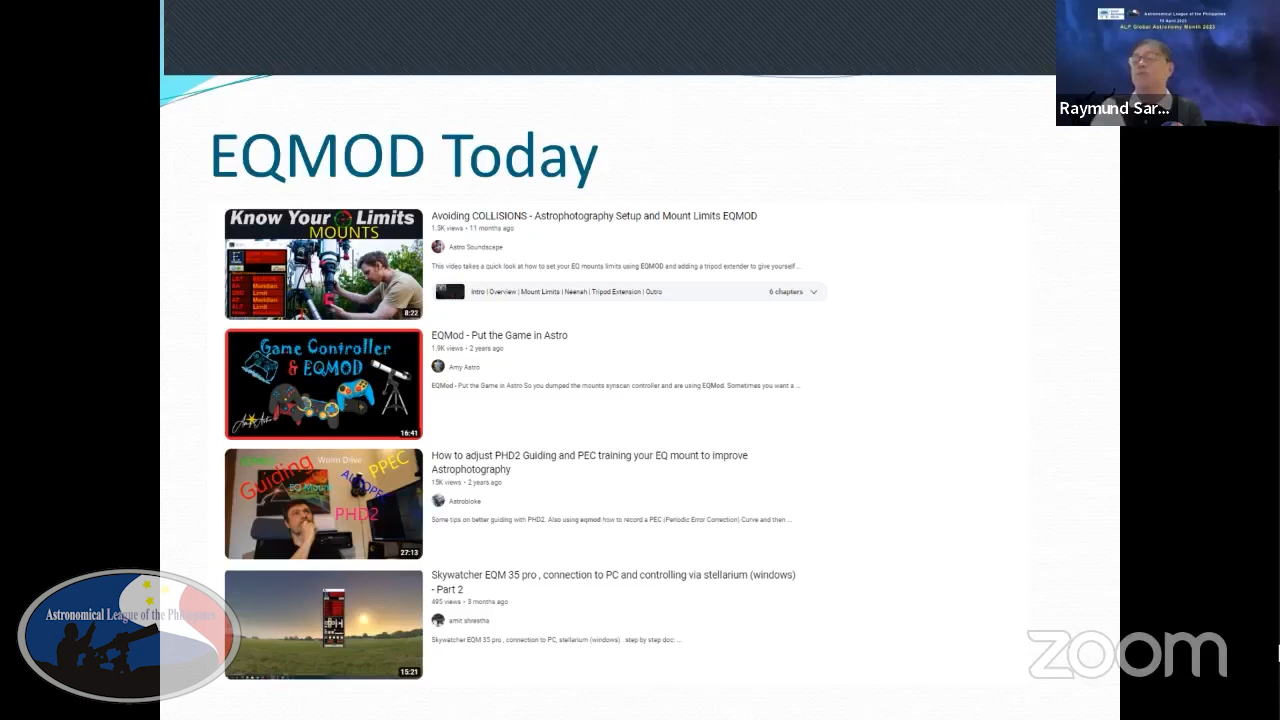 Astronomical League of the Philippines
ALP Global Astronomy Month 2023
Raymund Sar...
EQMOD Today
Know Your Limits
MOUNTS
8:22
Avoiding COLLISIONS - Astrophotography Setup and Mount Limits EQMOD
1.5K views • 11 months ago
Astro Soundscape
This video takes a quick look at how to set your EQ mounts limits using EQMOD and adding a tripod extender to give yourself ...
Intro | Overview | Mount Limits | Neenah | Tripod Extension | Outro
6 chapters
Game Controller
& EQMOD
16:41
EQMod - Put the Game in Astro
1.9K views • 2 years ago
Amy Astro
EQMod - Put the Game in Astro So you dumped the mounts synscan controller and are using EQMod. Sometimes you want a ...
Guiding
Worm Drive
PPEC
EQ Mount
PHD2
27:13
How to adjust PHD2 Guiding and PEC training your EQ mount to improve
Astrophotography
15K views • 2 years ago
Astrobloke
Some tips on better guiding with PHD2. Also using eqmod how to record a PEC (Periodic Error Correction) Curve and then ...
15:21
Skywatcher EQM 35 pro , connection to PC and controlling via stellarium (windows)
- Part 2
495 views • 3 months ago
amit shrestha
Skywatcher EQM 35 pro , connection to PC, stellarium (windows) . step by step doc: ...
Astronomical League of the Philippines
zoom